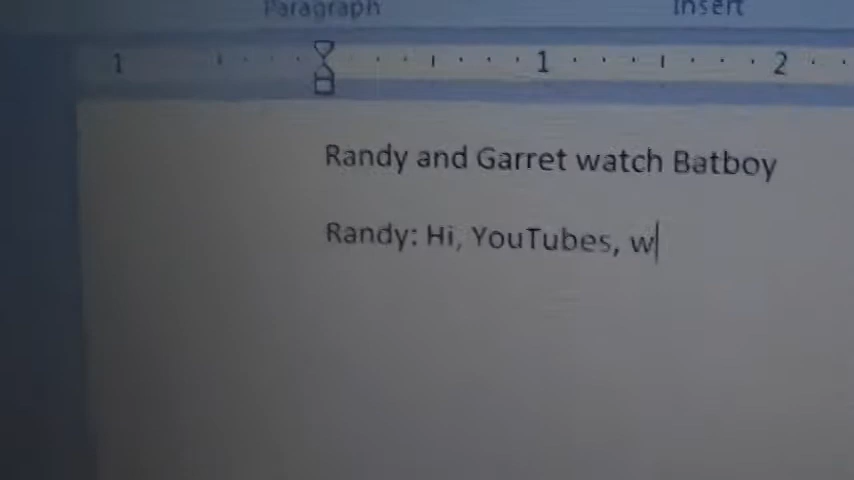 Paragraph
Insert
1 1 2
Randy and Garret watch Batboy
Randy: Hi, YouTubes, w